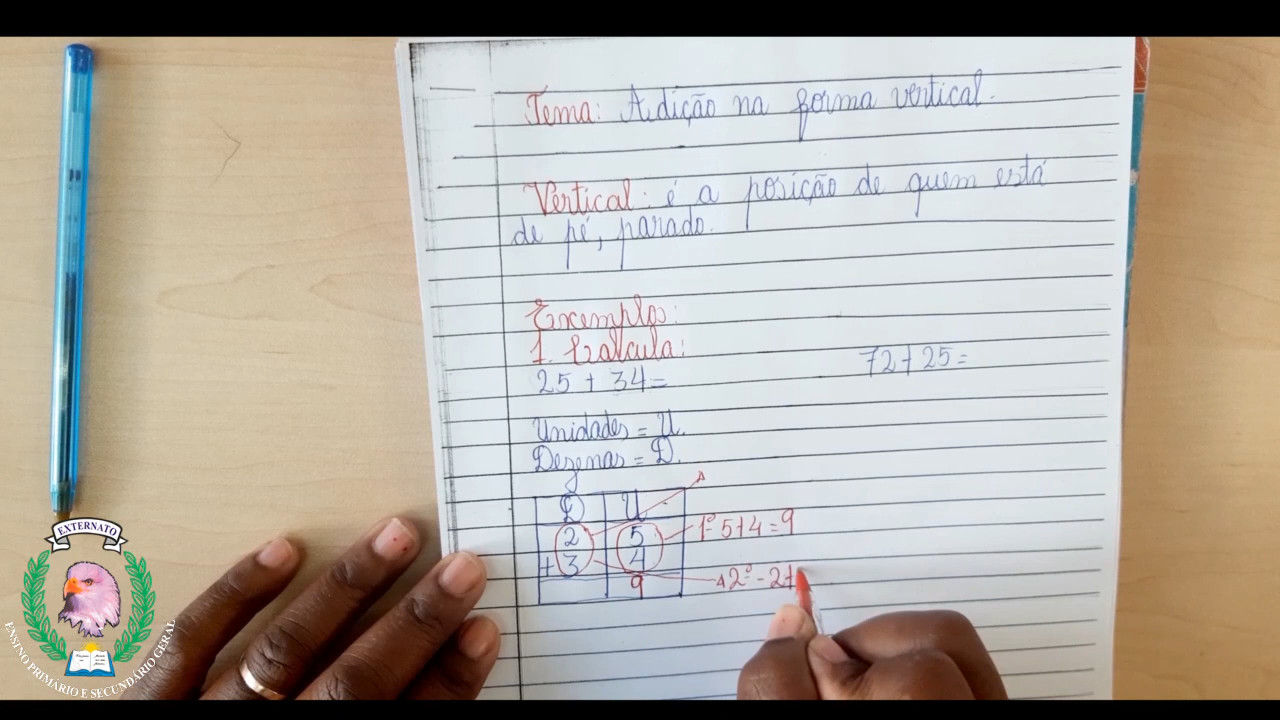 Tema: Adição na forma vertical.
Vertical: é a posição de quem está
de pé, parado.
Exemplo:
1. Calcula:
25 + 34 =
72 + 25 =
Unidades = U.
Dezenas = D.
D U
2 5
+ 3 4
9
1º 5+4=9
2º - 2+
EXTERNATO
ENSINO PRIMÁRIO E SECUNDÁRIO GERAL